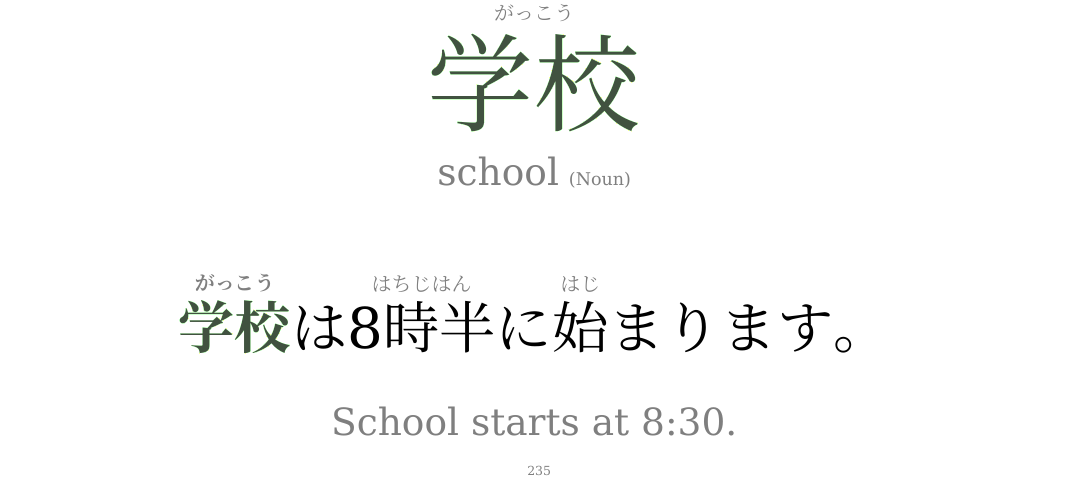 がっこう
学校
school (Noun)
がっこう はちじはん はじ
学校は8時半に始まります。
School starts at 8:30.
235